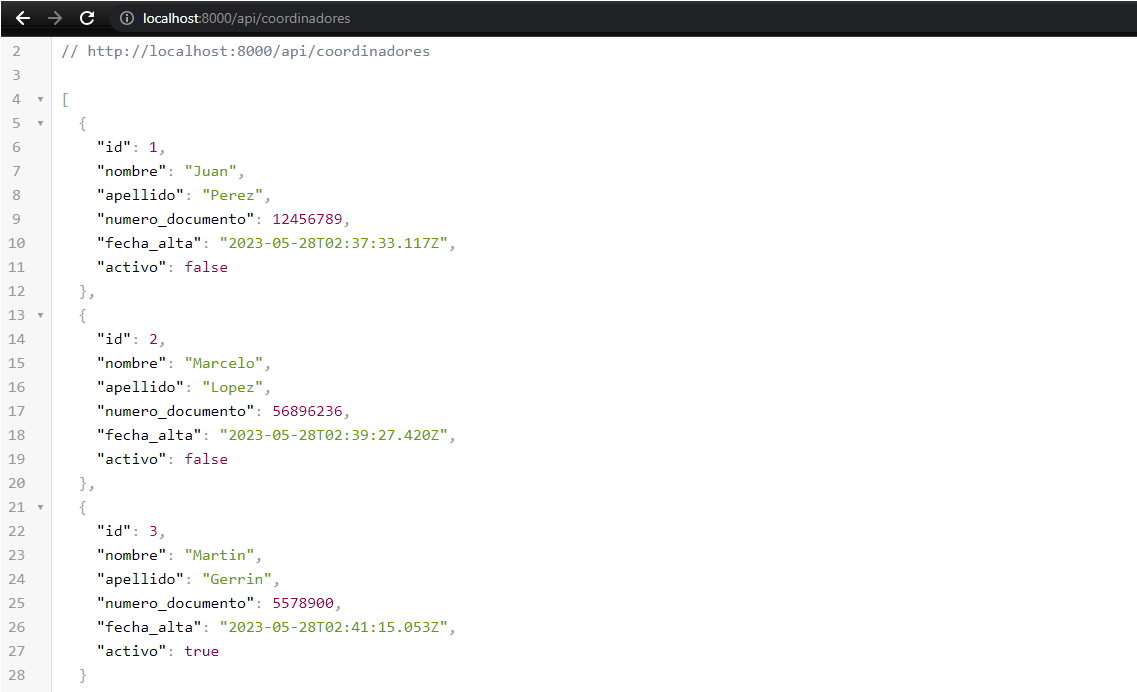 localhost:8000/api/coordinadores
2 // http://localhost:8000/api/coordinadores
3
4 [
5 {
6 "id": 1,
7 "nombre": "Juan",
8 "apellido": "Perez",
9 "numero_documento": 12456789,
10 "fecha_alta": "2023-05-28T02:37:33.117Z",
11 "activo": false
12 },
13 {
14 "id": 2,
15 "nombre": "Marcelo",
16 "apellido": "Lopez",
17 "numero_documento": 56896236,
18 "fecha_alta": "2023-05-28T02:39:27.420Z",
19 "activo": false
20 },
21 {
22 "id": 3,
23 "nombre": "Martin",
24 "apellido": "Gerrin",
25 "numero_documento": 5578900,
26 "fecha_alta": "2023-05-28T02:41:15.053Z",
27 "activo": true
28 }